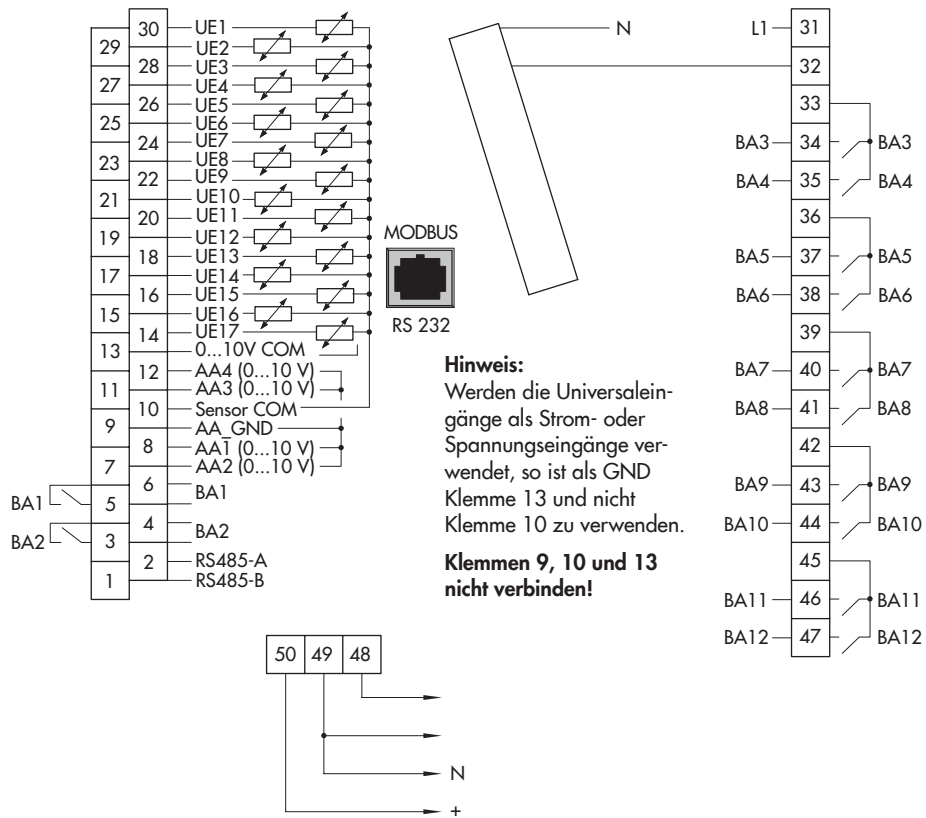 30 UE1
29 UE2
28 UE3
27 UE4
26 UE5
25 UE6
24 UE7
23 UE8
22 UE9
21 UE10
20 UE11
19 UE12
18 UE13
17 UE14
16 UE15
15 UE16
14 UE17
13 0...10V COM
12 AA4 (0...10 V)
11 AA3 (0...10 V)
10 Sensor COM
9 AA_GND
8 AA1 (0...10 V)
7 AA2 (0...10 V)
6 BA1
BA1 5
4 BA2
BA2 3
2 RS485-A
1 RS485-B
MODBUS
RS 232
N
Hinweis:
Werden die Universalein-
gänge als Strom- oder
Spannungseingänge ver-
wendet, so ist als GND
Klemme 13 und nicht
Klemme 10 zu verwenden.
Klemmen 9, 10 und 13
nicht verbinden!
L1 31
32
33
BA3 34 BA3
BA4 35 BA4
36
BA5 37 BA5
BA6 38 BA6
39
BA7 40 BA7
BA8 41 BA8
42
BA9 43 BA9
BA10 44 BA10
45
BA11 46 BA11
BA12 47 BA12
50 49 48
N
+